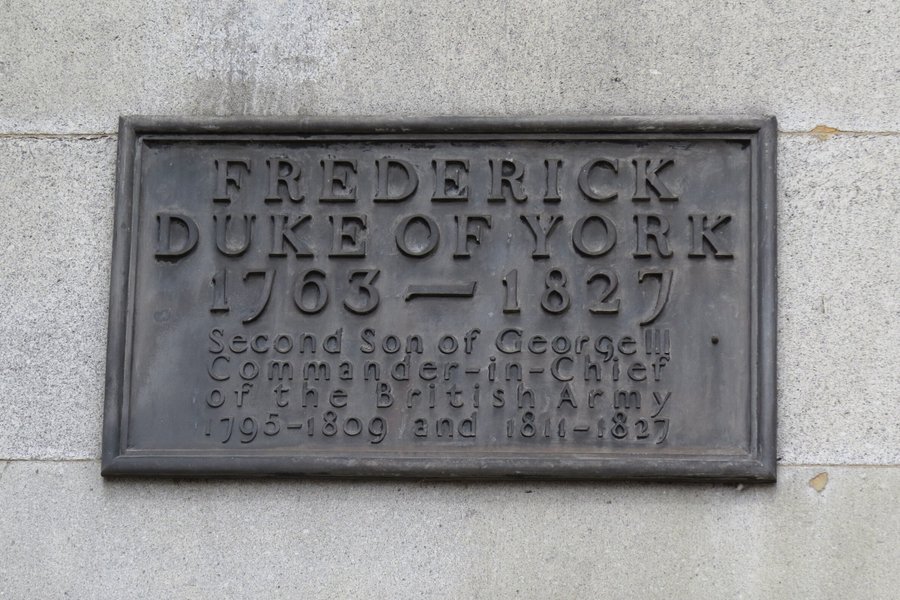 FREDERICK
DUKE OF YORK
1763 — 1827
Second Son of George III
Commander-in-Chief
of the British Army
1795-1809 and 1811-1827